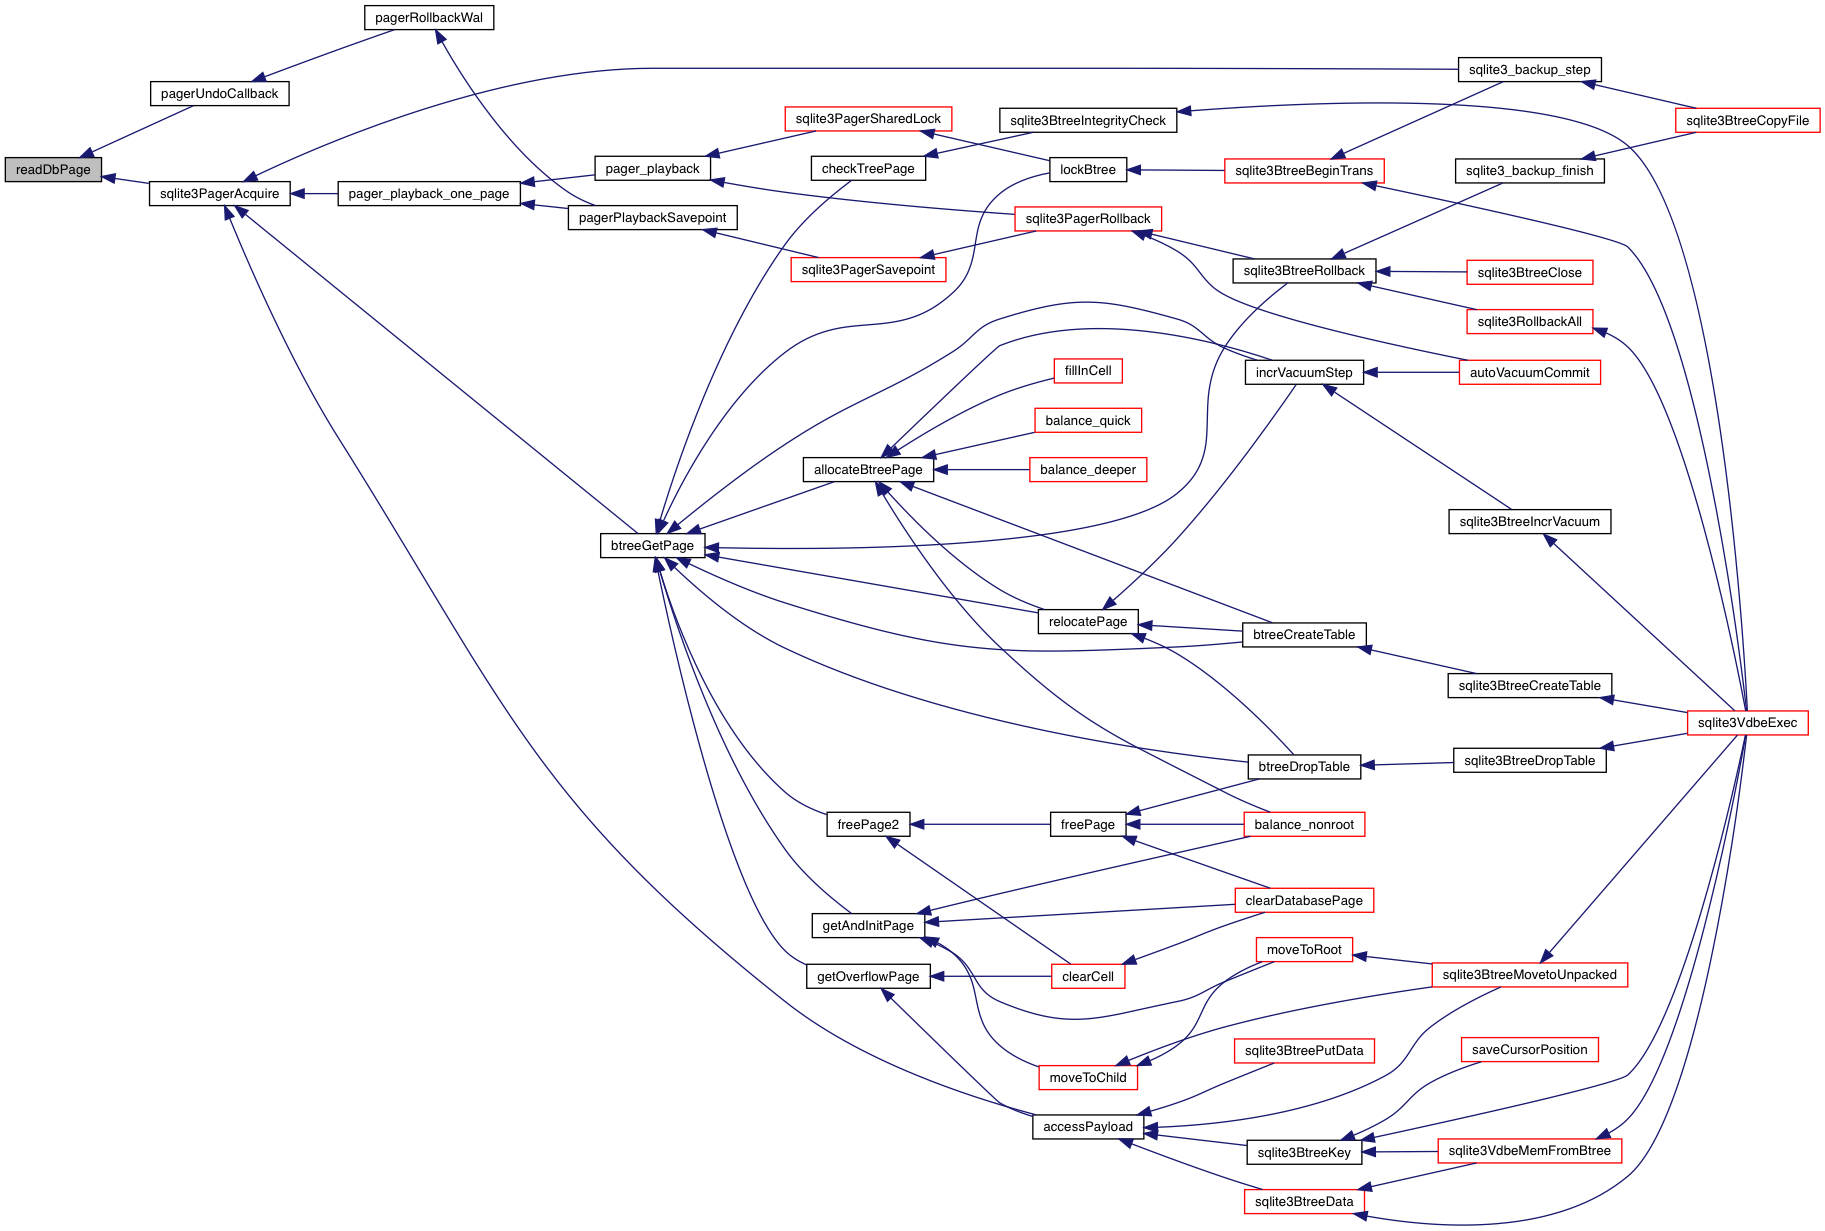 readDbPage
pagerUndoCallback
sqlite3PagerAcquire
pagerRollbackWal
pager_playback_one_page
pager_playback
pagerPlaybackSavepoint
btreeGetPage
sqlite3PagerSharedLock
checkTreePage
sqlite3PagerSavepoint
allocateBtreePage
freePage2
getAndInitPage
getOverflowPage
sqlite3BtreeIntegrityCheck
lockBtree
sqlite3PagerRollback
fillInCell
balance_quick
balance_deeper
relocatePage
freePage
clearCell
moveToChild
accessPayload
sqlite3BtreeBeginTrans
sqlite3BtreeRollback
incrVacuumStep
btreeCreateTable
btreeDropTable
balance_nonroot
clearDatabasePage
moveToRoot
sqlite3BtreePutData
sqlite3BtreeKey
sqlite3BtreeData
sqlite3_backup_step
sqlite3_backup_finish
sqlite3BtreeClose
sqlite3RollbackAll
autoVacuumCommit
sqlite3BtreeIncrVacuum
sqlite3BtreeCreateTable
sqlite3BtreeDropTable
sqlite3BtreeMovetoUnpacked
saveCursorPosition
sqlite3VdbeMemFromBtree
sqlite3BtreeCopyFile
sqlite3VdbeExec